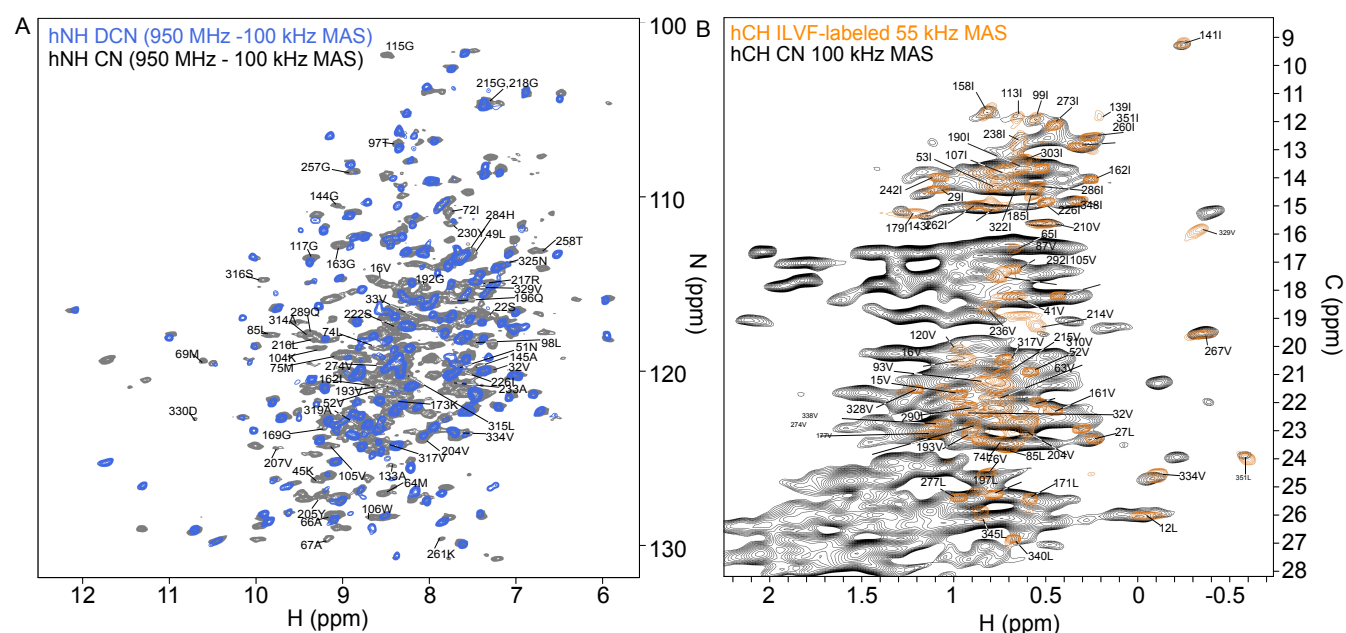 A
hNH DCN (950 MHz -100 kHz MAS)
hNH CN (950 MHz - 100 kHz MAS)
115G
215G,218G
97T
257G
144G
72I
284H
230Y
49L
258T
117G
163G
325N
316S
16V
192G
217R
329V
196Q
33V
289Q
222S
22S
314A
85L
74L
98L
216L
51N
69M
104K
145A
75M
274V
32V
162I
226I
193V
233A
52V
173K
330D
319A
315L
169G
334V
204V
207V
317V
45K
105V
133A
64M
205Y
66A
106W
67A
261K
100
110
120
130
N (ppm)
12
11
10
9
8
7
6
H (ppm)
B
hCH ILVF-labeled 55 kHz MAS
hCH CN 100 kHz MAS
141I
158I
113I
99I
273I
139I
351I
260I
190I
238I
53I
107I
303I
162I
242I
29I
286I
348I
226I
185I
179I
143I
262I
322I
210V
329V
65I
87V
292I
105V
41V
214V
236V
215V
120V
317V
310V
267V
16V
52V
93V
63V
15V
161V
328V
290L
32V
338V
274V
27L
177V
193V
74L
76V
85L
204V
334V
351L
277L
197L
171L
12L
345L
340L
9
10
11
12
13
14
15
16
17
18
19
20
21
22
23
24
25
26
27
28
C (ppm)
2
1.5
1
0.5
0
-0.5
H (ppm)